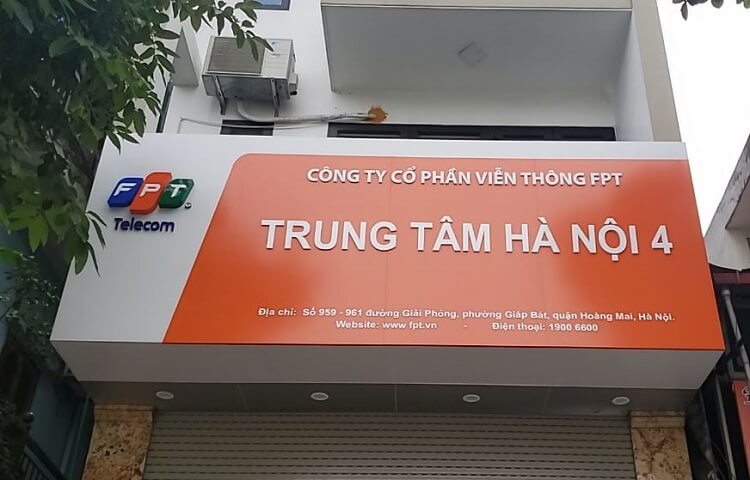 CÔNG TY CỔ PHẦN VIỄN THÔNG FPT
FPT
Telecom
TRUNG TÂM HÀ NỘI 4
Địa chỉ: Số 959 - 961 đường Giải Phóng, phường Giáp Bát, quận Hoàng Mai, Hà Nội.
Website: www.fpt.vn - Điện thoại: 1900 6600